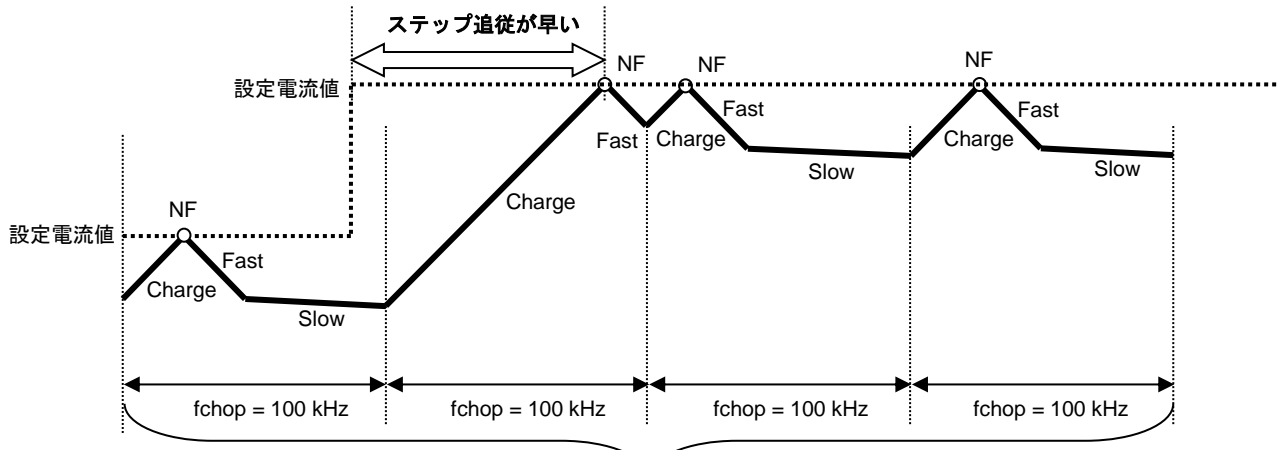 ステップ追従が早い
NF
NF
NF
設定電流値
Fast
Fast
Fast
Charge
Charge
Slow
Slow
Charge
NF
設定電流値
Fast
Charge
Slow
fchop = 100 kHz
fchop = 100 kHz
fchop = 100 kHz
fchop = 100 kHz